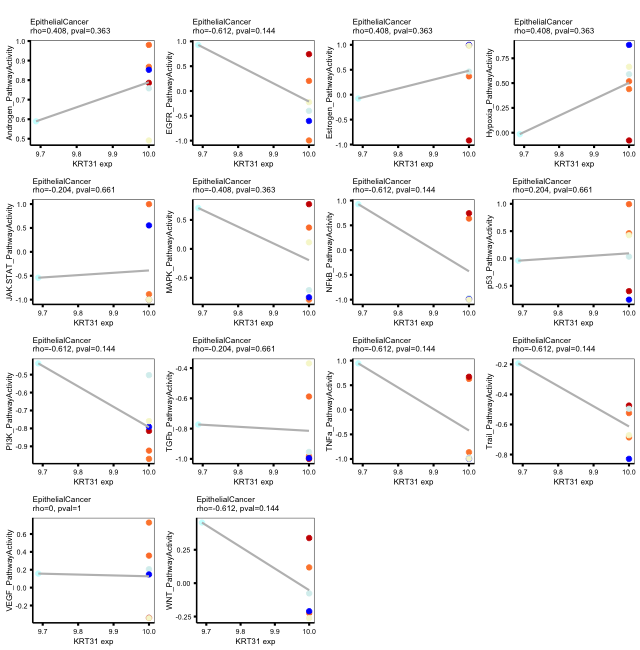 EpithelialCancer
rho=0.408, pval=0.363
Androgen_PathwayActivity
1.0
0.9
0.8
0.7
0.6
0.5
9.7 9.8 9.9 10.0
KRT31 exp
EpithelialCancer
rho=-0.612, pval=0.144
EGFR_PathwayActivity
1.0
0.5
0.0
-0.5
-1.0
9.7 9.8 9.9 10.0
KRT31 exp
EpithelialCancer
rho=0.408, pval=0.363
Estrogen_PathwayActivity
1.0
0.5
0.0
-0.5
-1.0
9.7 9.8 9.9 10.0
KRT31 exp
EpithelialCancer
rho=0.408, pval=0.363
Hypoxia_PathwayActivity
0.75
0.50
0.25
0.00
9.7 9.8 9.9 10.0
KRT31 exp
EpithelialCancer
rho=-0.204, pval=0.661
JAK-STAT_PathwayActivity
1.0
0.5
0.0
-0.5
-1.0
9.7 9.8 9.9 10.0
KRT31 exp
EpithelialCancer
rho=-0.408, pval=0.363
MAPK_PathwayActivity
0.5
0.0
-0.5
9.7 9.8 9.9 10.0
KRT31 exp
EpithelialCancer
rho=-0.612, pval=0.144
NFkB_PathwayActivity
1.0
0.5
0.0
-0.5
-1.0
9.7 9.8 9.9 10.0
KRT31 exp
EpithelialCancer
rho=0.204, pval=0.661
p53_PathwayActivity
1.0
0.5
0.0
-0.5
9.7 9.8 9.9 10.0
KRT31 exp
EpithelialCancer
rho=-0.612, pval=0.144
PI3K_PathwayActivity
-0.5
-0.6
-0.7
-0.8
-0.9
9.7 9.8 9.9 10.0
KRT31 exp
EpithelialCancer
rho=-0.204, pval=0.661
TGFb_PathwayActivity
-0.4
-0.6
-0.8
-1.0
9.7 9.8 9.9 10.0
KRT31 exp
EpithelialCancer
rho=-0.612, pval=0.144
TNFa_PathwayActivity
1.0
0.5
0.0
-0.5
-1.0
9.7 9.8 9.9 10.0
KRT31 exp
EpithelialCancer
rho=-0.612, pval=0.144
Trail_PathwayActivity
-0.2
-0.4
-0.6
-0.8
9.7 9.8 9.9 10.0
KRT31 exp
EpithelialCancer
rho=0, pval=1
VEGF_PathwayActivity
0.6
0.4
0.2
0.0
-0.2
9.7 9.8 9.9 10.0
KRT31 exp
EpithelialCancer
rho=-0.612, pval=0.144
WNT_PathwayActivity
0.25
0.00
-0.25
9.7 9.8 9.9 10.0
KRT31 exp